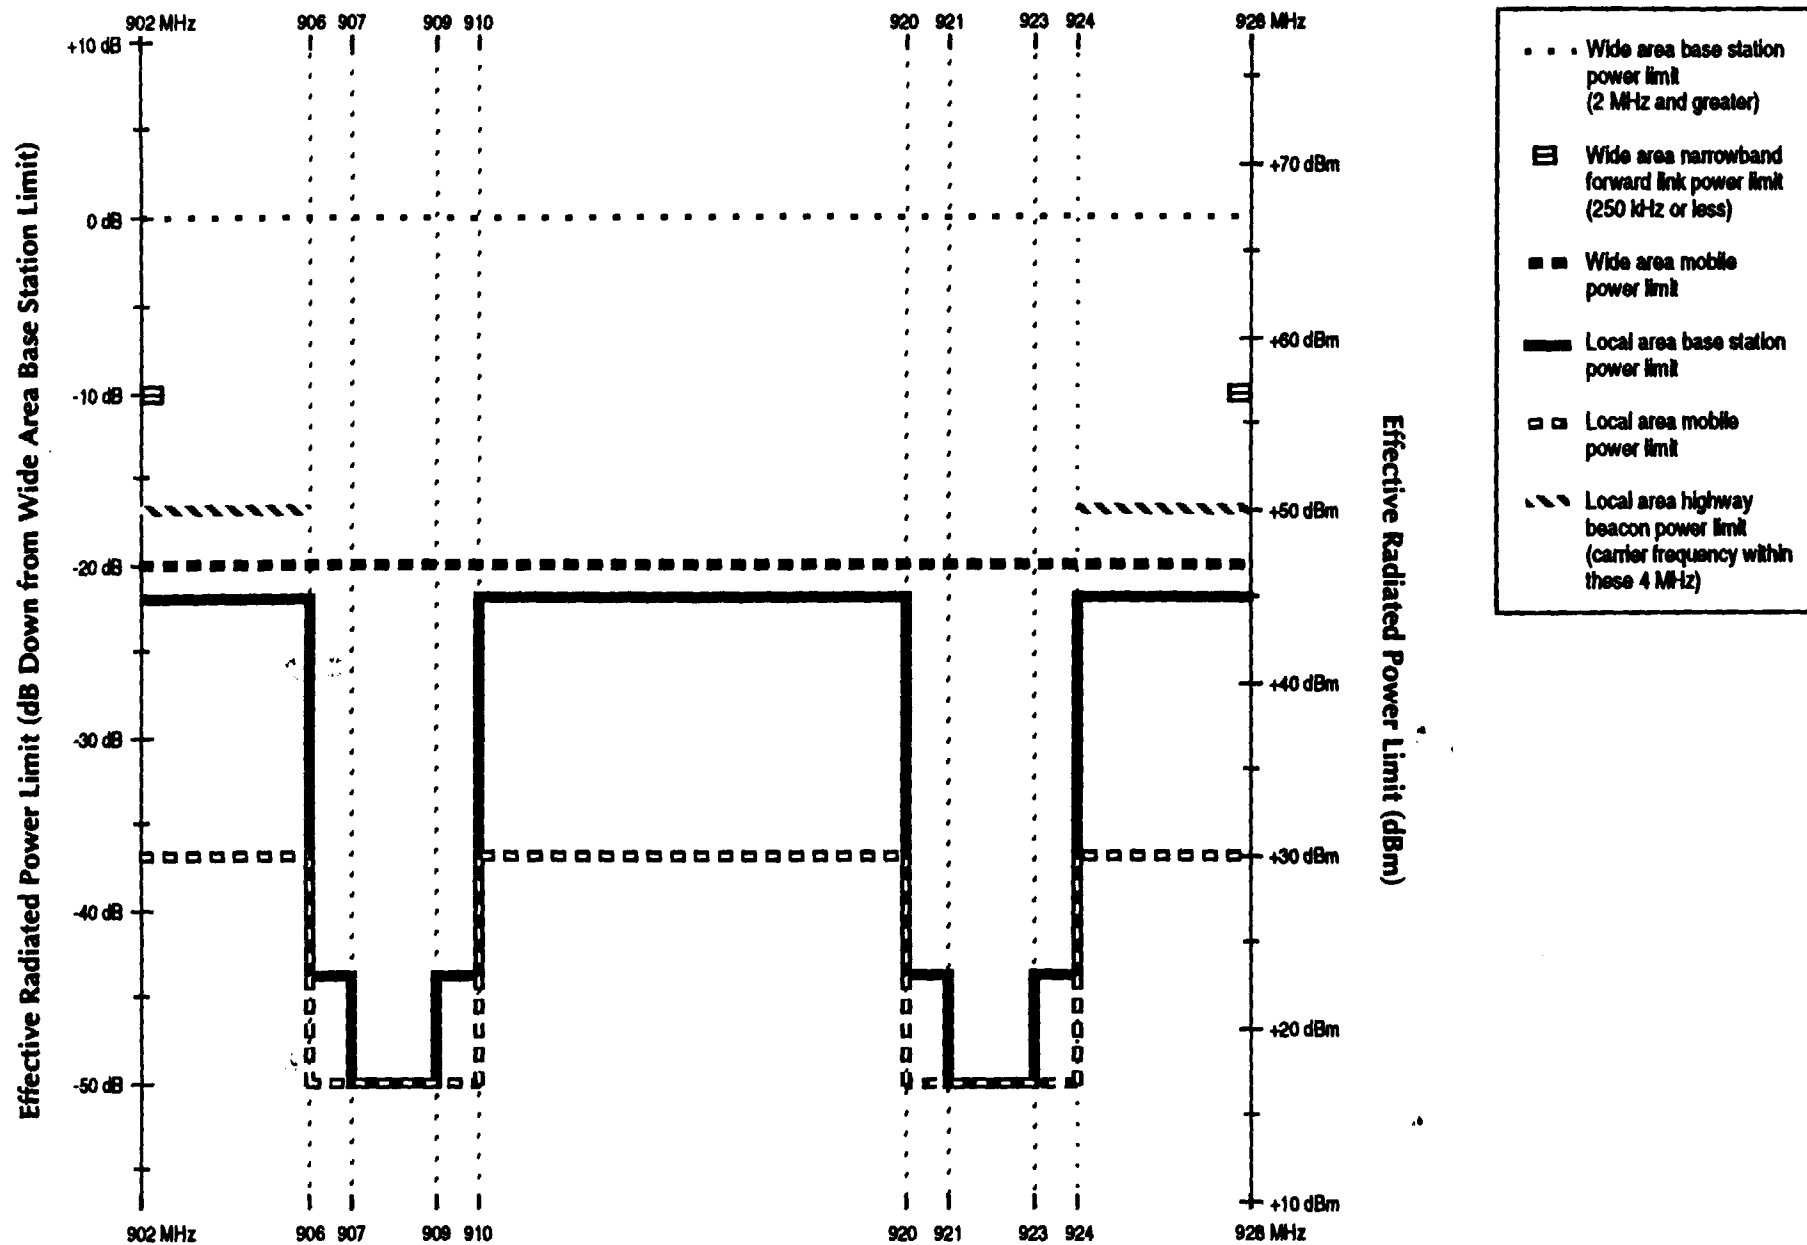 902 MHz 906 907 909 910 920 921 923 924 928 MHz
+10 dB
0 dB
-10 dB
-20 dB
-30 dB
-40 dB
-50 dB
Effective Radiated Power Limit (dB Down from Wide Area Base Station Limit)
+70 dBm
+60 dBm
+50 dBm
+40 dBm
+30 dBm
+20 dBm
+10 dBm
Effective Radiated Power Limit (dBm)
902 MHz 906 907 909 910 920 921 923 924 928 MHz
Wide area base station
power limit
(2 MHz and greater)
Wide area narrowband
forward link power limit
(250 kHz or less)
Wide area mobile
power limit
Local area base station
power limit
Local area mobile
power limit
Local area highway
beacon power limit
(carrier frequency within
these 4 MHz)